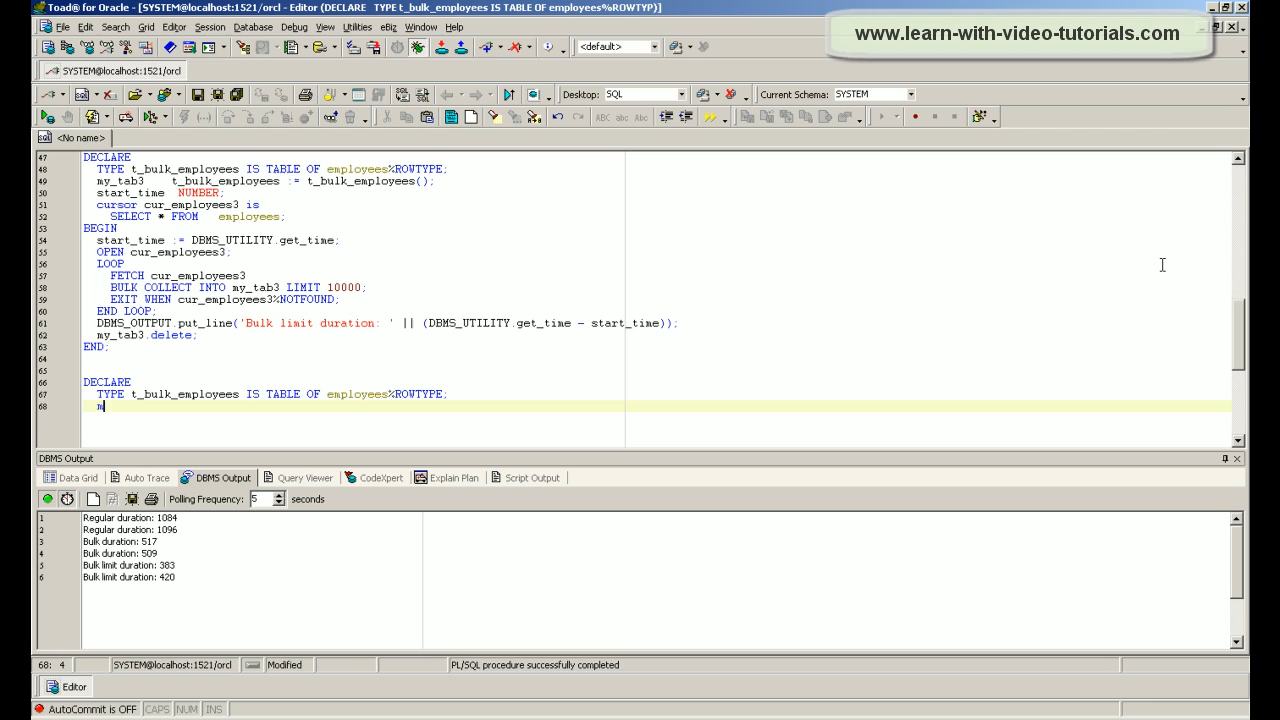 Toad@ for Oracle - [SYSTEM@localhost:1521/orcl - Editor (DECLARE TYPE t_bulk_employees IS TABLE OF employees%ROWTYP}]
www.learn-with-video-tutorials.com
File Edit Search Grid Editor Session Database Debug View Utilities eBiz Window Help
<default>
SYSTEM@localhost:1521/orcl
Desktop: SQL Current Schema: SYSTEM
<No name>
47 DECLARE
48 TYPE t_bulk_employees IS TABLE OF employees%ROWTYPE;
49 my_tab3 t_bulk_employees := t_bulk_employees();
50 start_time NUMBER;
51 cursor cur_employees3 is
52 SELECT * FROM employees;
53 BEGIN
54 start_time := DBMS_UTILITY.get_time;
55 OPEN cur_employees3;
56 LOOP
57 FETCH cur_employees3
58 BULK COLLECT INTO my_tab3 LIMIT 10000;
59 EXIT WHEN cur_employees3%NOTFOUND;
60 END LOOP;
61 DBMS_OUTPUT.put_line('Bulk limit duration: ' || (DBMS_UTILITY.get_time - start_time));
62 my_tab3.delete;
63 END;
64
65
66 DECLARE
67 TYPE t_bulk_employees IS TABLE OF employees%ROWTYPE;
68 m
DBMS Output
Data Grid Auto Trace DBMS Output Query Viewer CodeXpert Explain Plan Script Output
Polling Frequency: 5 seconds
1 Regular duration: 1084
2 Regular duration: 1096
3 Bulk duration: 517
4 Bulk duration: 509
5 Bulk limit duration: 383
6 Bulk limit duration: 420
68: 4 SYSTEM@localhost:1521/orcl Modified PL/SQL procedure successfully completed
Editor
AutoCommit is OFF CAPS NUM INS